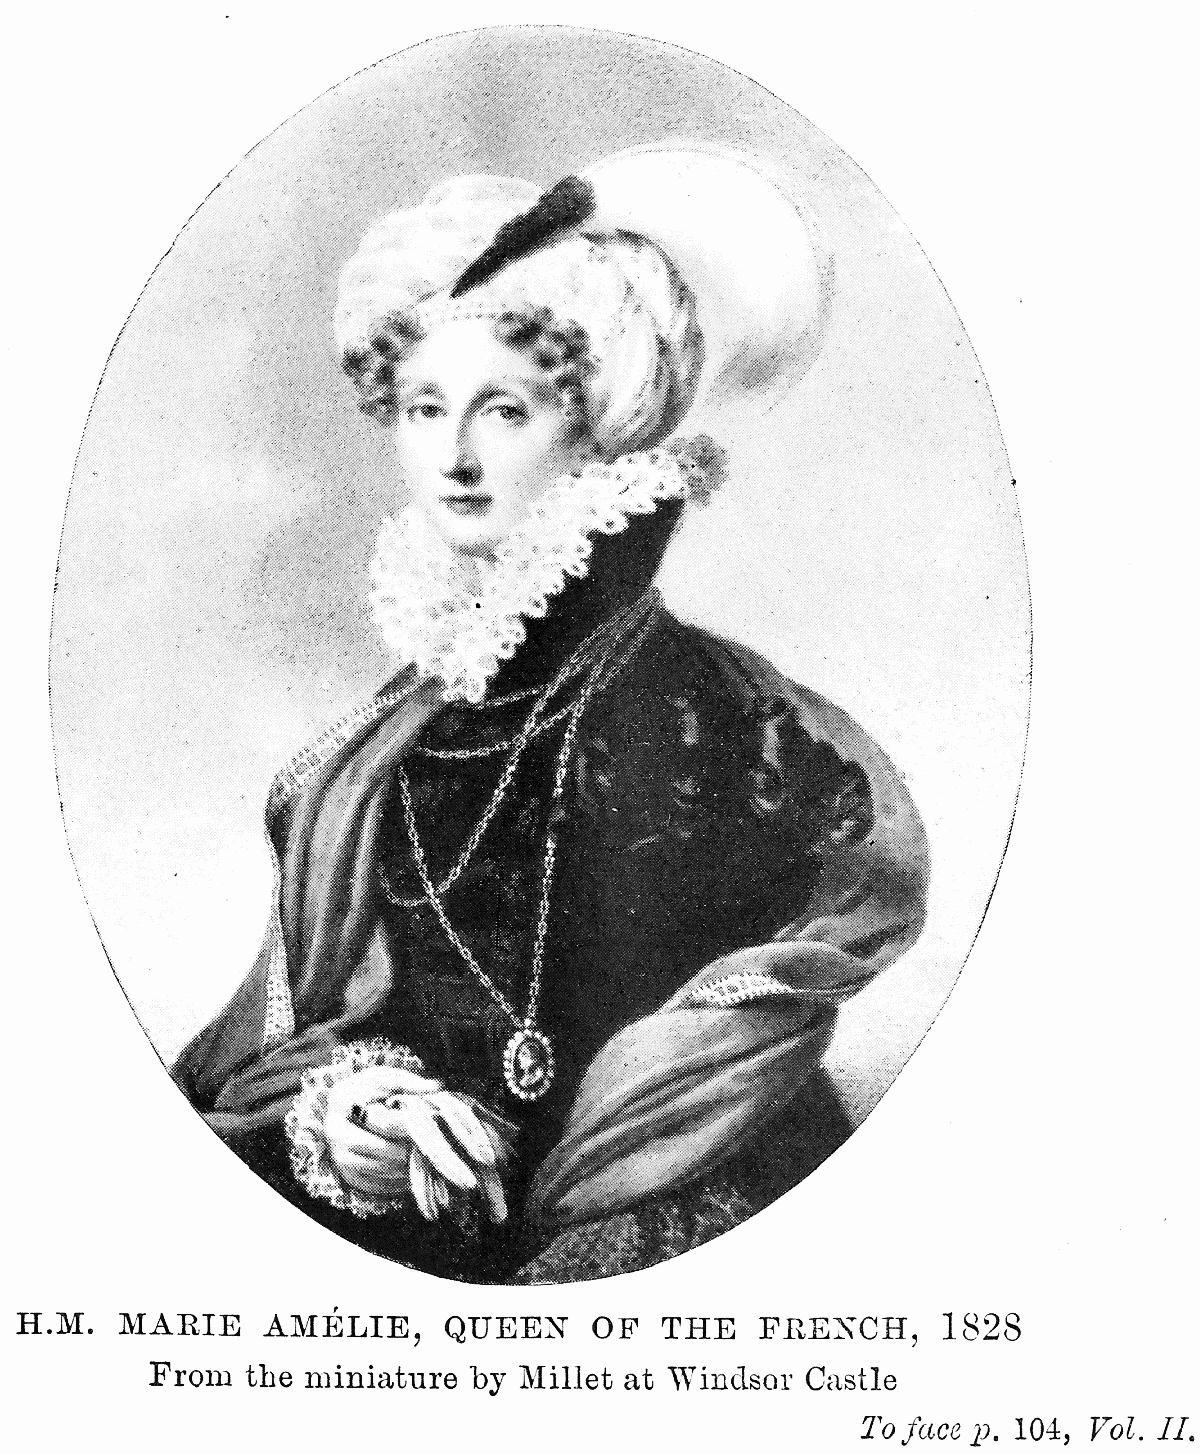 H.M. MARIE AMÉLIE, QUEEN OF THE FRENCH, 1828
From the miniature by Millet at Windsor Castle
To face p. 104, Vol. II.